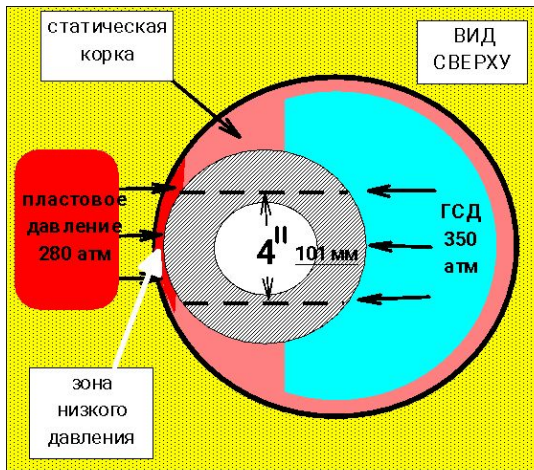 статическая
корка
ВИД
СВЕРХУ
пластовое
давление
280 атм
4"
101 мм
ГСД
350
атм
зона
низкого
давления